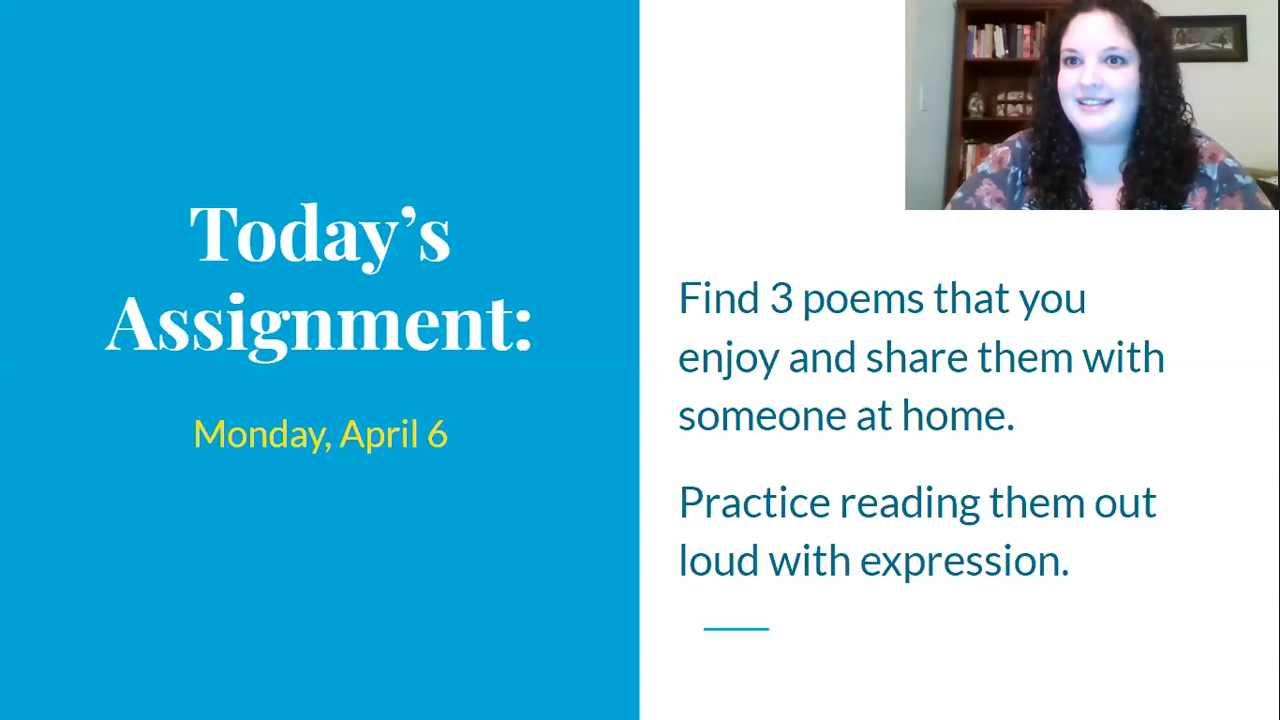 Today’s
Assignment:
Monday, April 6
Find 3 poems that you
enjoy and share them with
someone at home.
Practice reading them out
loud with expression.